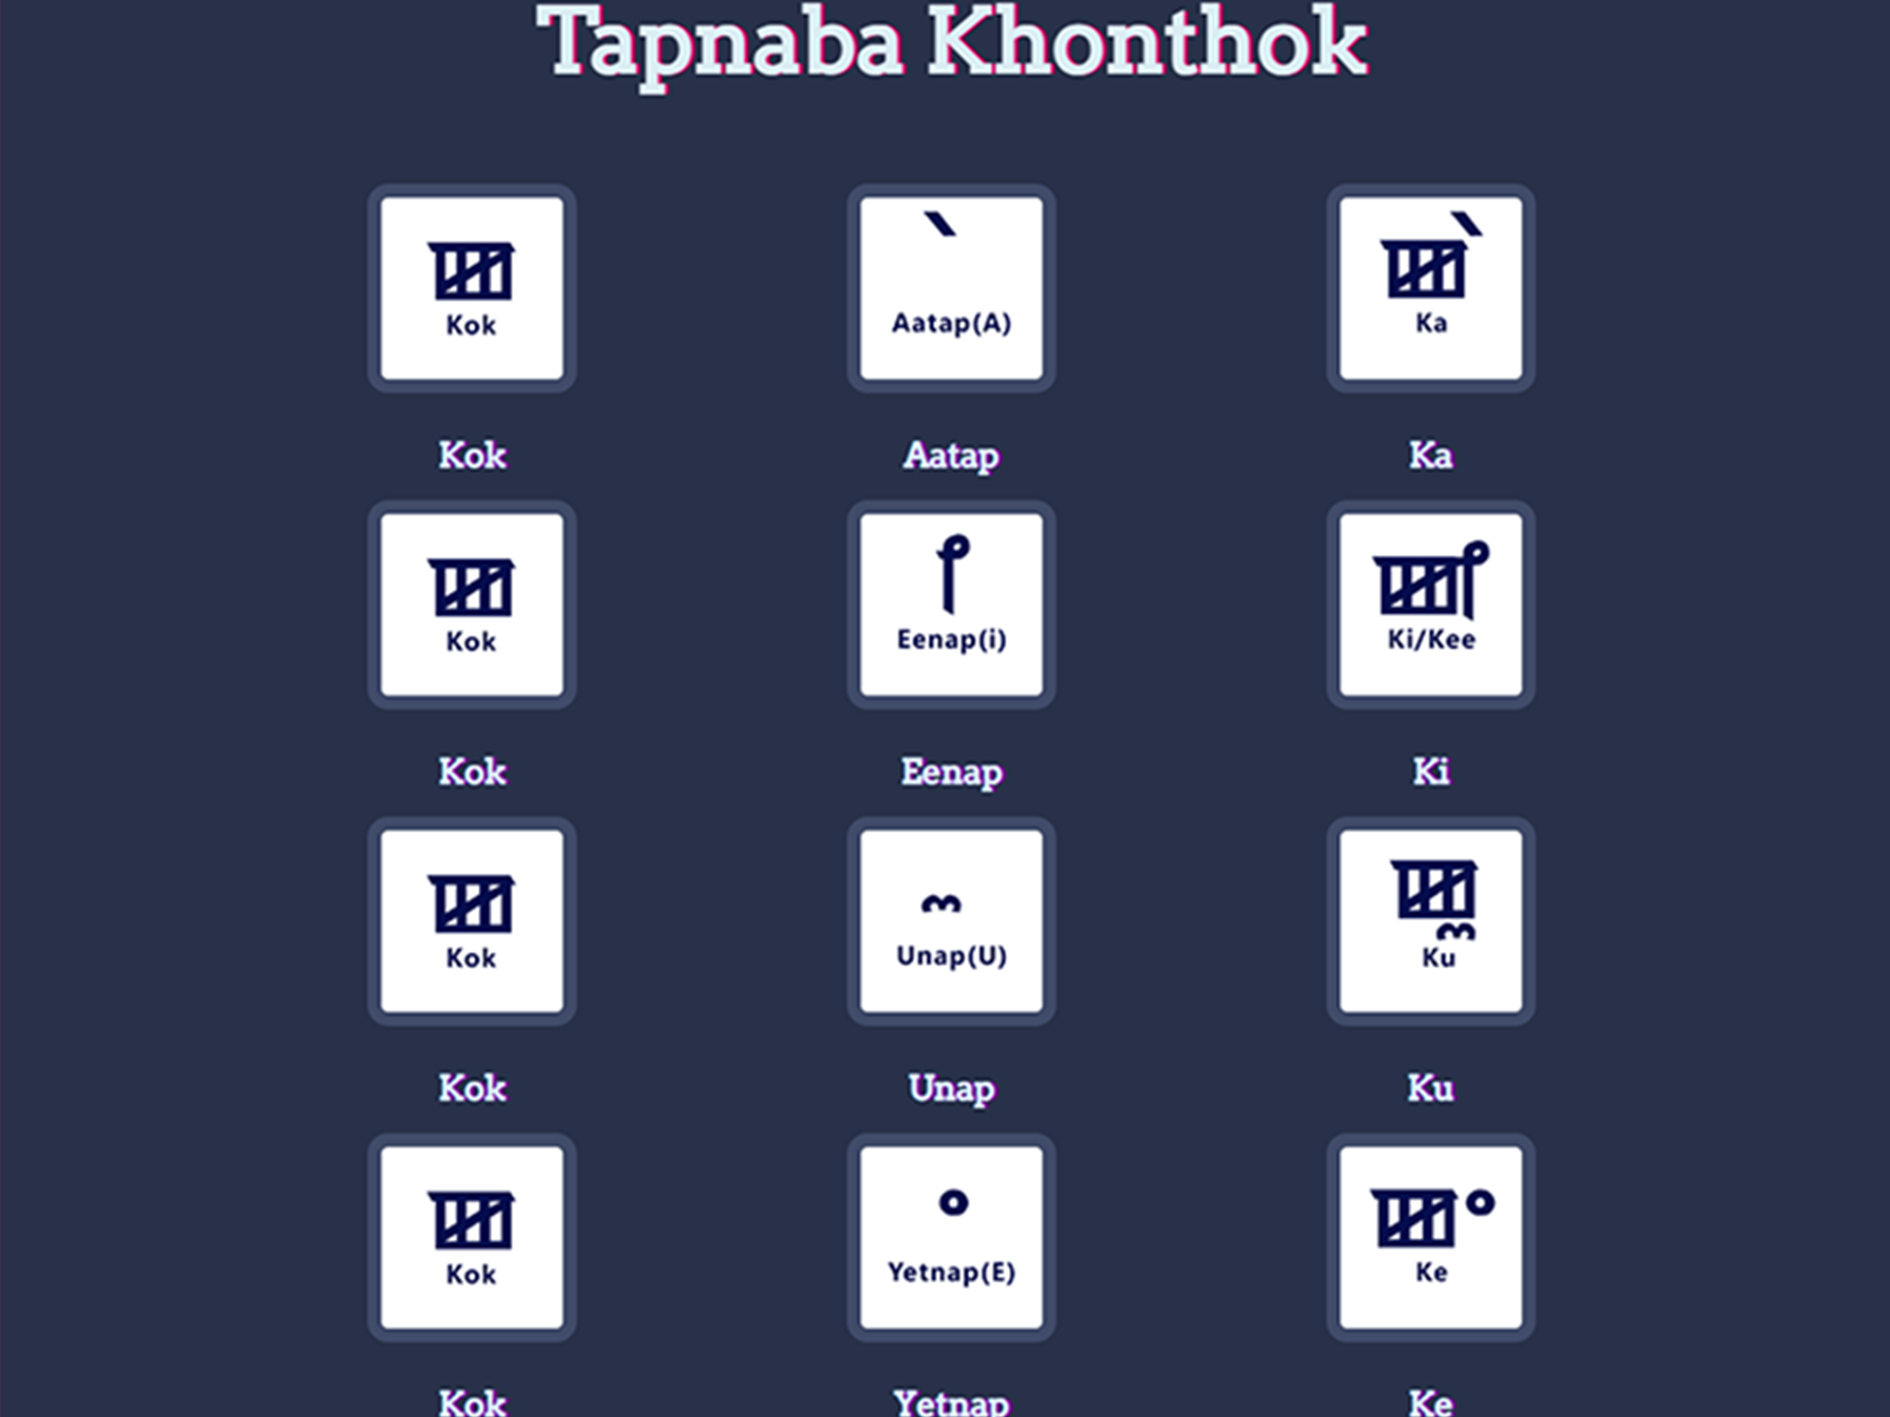 Tapnaba Khonthok
ꯀ ꯥ ꯀꯥ
Kok Aatap(A) Ka
Kok Aatap Ka
ꯀ ꯤ ꯀꯤ
Kok Eenap(i) Ki/Kee
Kok Eenap Ki
ꯀ ꯨ ꯀꯨ
Kok Unap(U) Ku
Kok Unap Ku
ꯀ ꯦ ꯀꯦ
Kok Yetnap(E) Ke
Kok Yetnap Ke